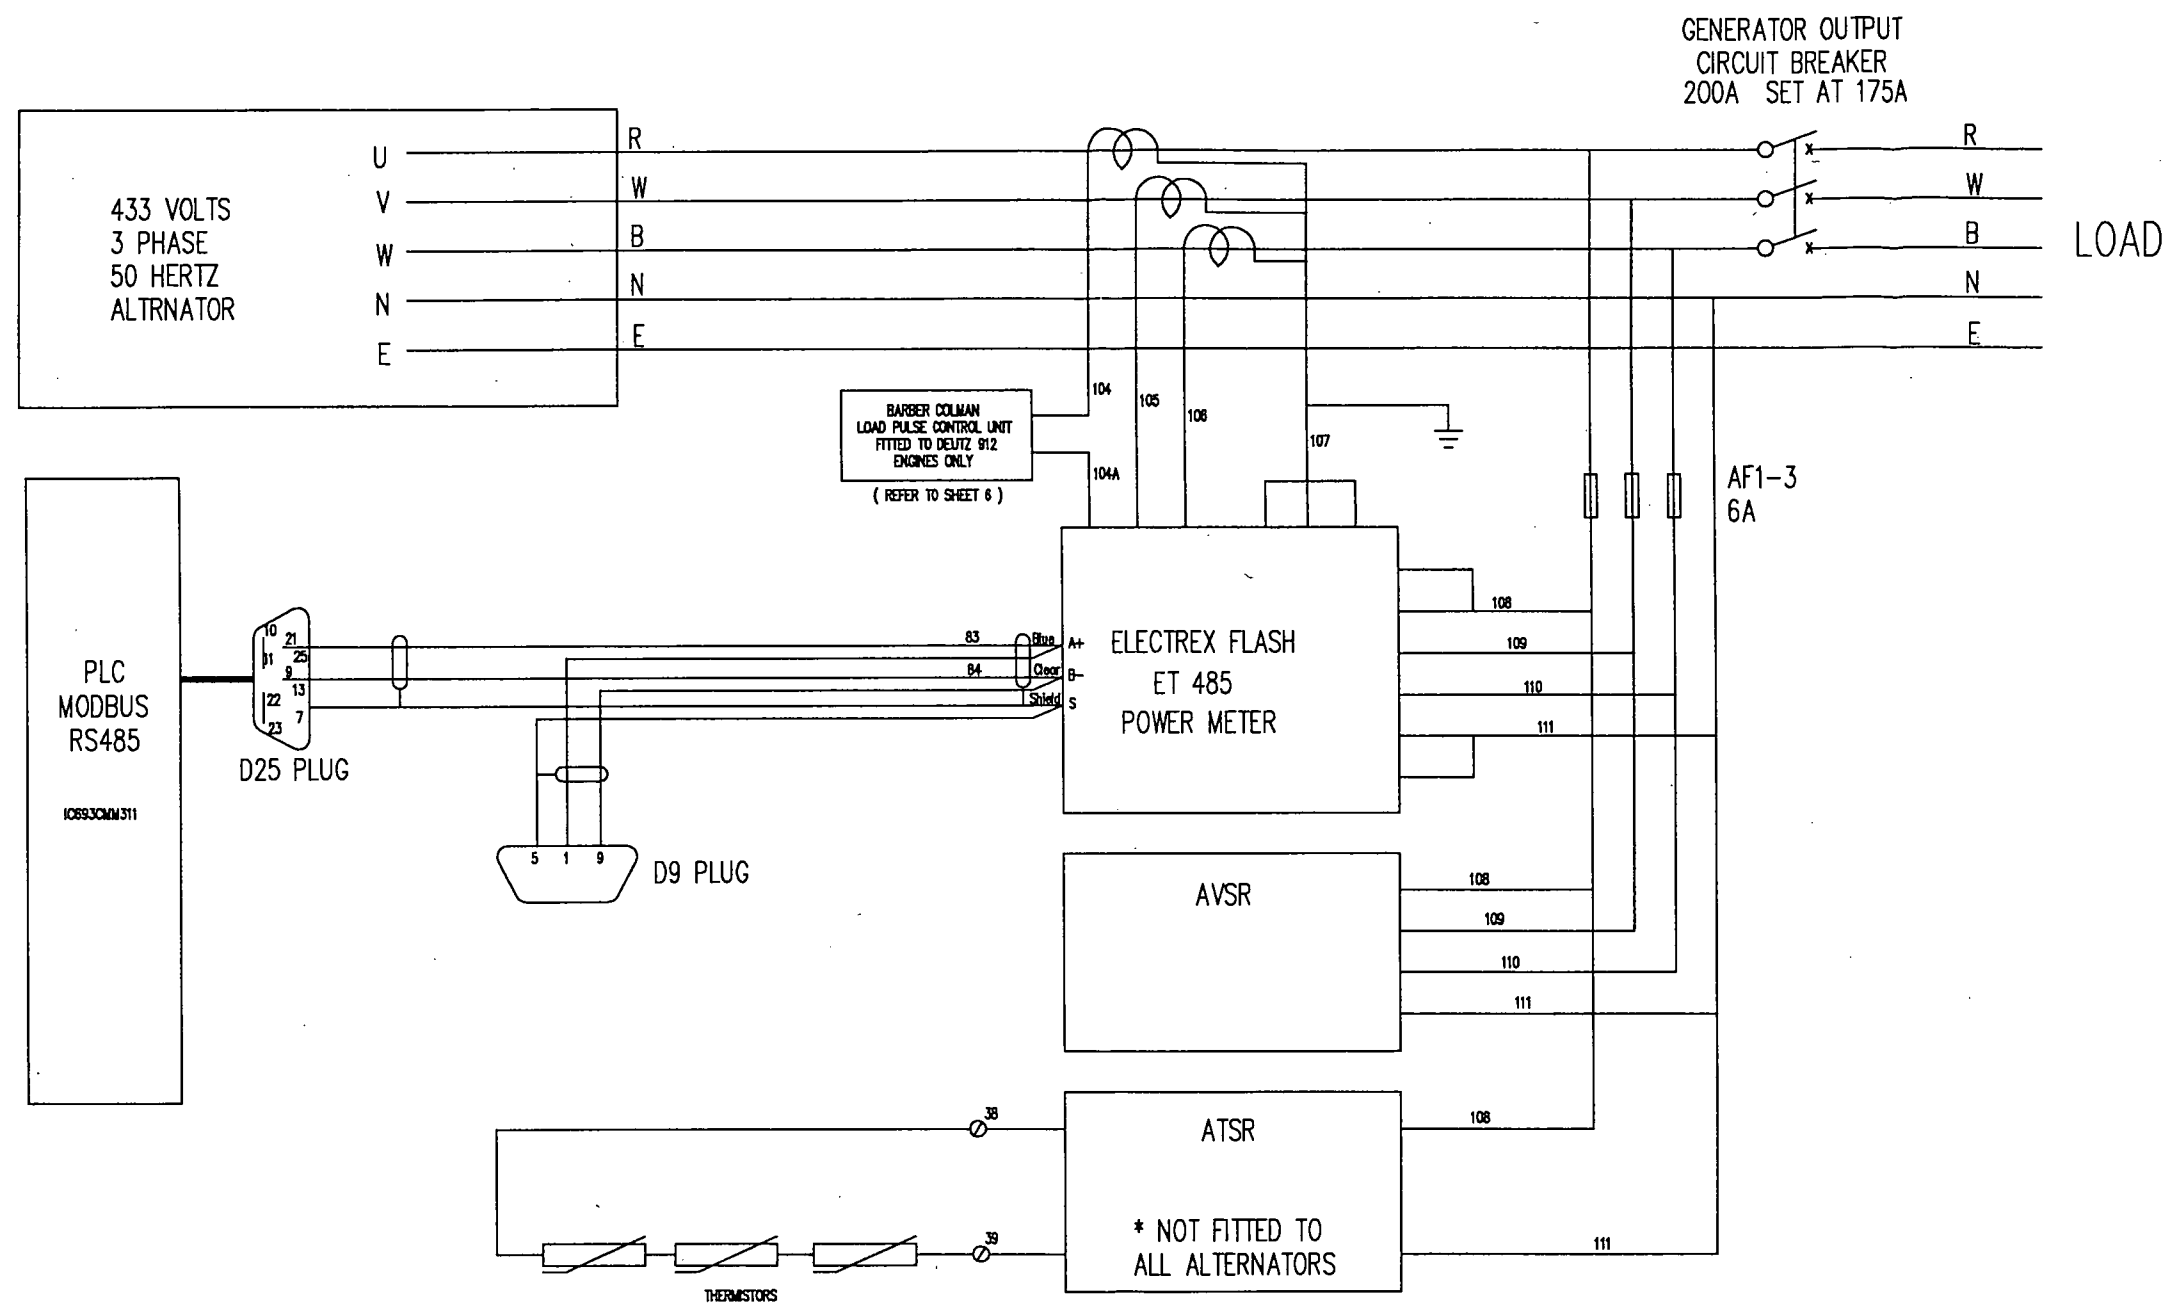 GENERATOR OUTPUT
CIRCUIT BREAKER
200A SET AT 175A
433 VOLTS
3 PHASE
50 HERTZ
ALTRNATOR
U
V
W
N
E
R
W
B
N
E
R
W
B
N
E
LOAD
104
105
106
107
104A
BARBER COLMAN
LOAD PULSE CONTROL UNIT
FITTED TO DEUTZ 912
ENGINES ONLY
( REFER TO SHEET 6 )
AF1-3
6A
PLC
MODBUS
RS485
IC693CMM311
10
21
11
25
9
13
22
7
23
D25 PLUG
83
Blue
A+
84
Clear
B-
Shield
S
ELECTREX FLASH
ET 485
POWER METER
108
109
110
111
5 1 9
D9 PLUG
AVSR
108
109
110
111
38
39
ATSR
* NOT FITTED TO
ALL ALTERNATORS
108
111
THERMISTORS